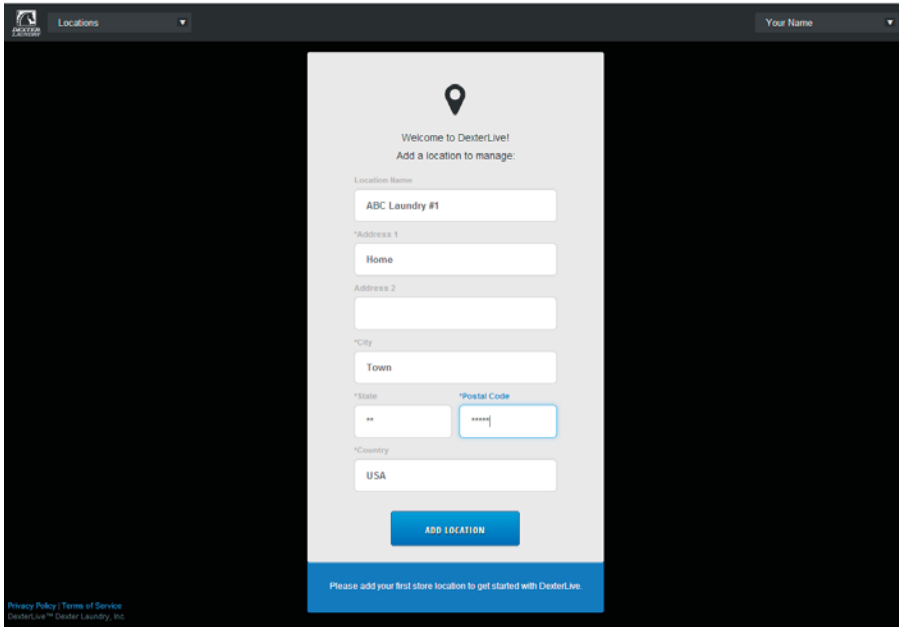 DEXTER
LAUNDRY
Locations
Your Name
Welcome to DexterLive!
Add a location to manage:
Location Name
ABC Laundry #1
*Address 1
Home
Address 2
*City
Town
*State
*Postal Code
**
*****
*Country
USA
ADD LOCATION
Please add your first store location to get started with DexterLive.
Privacy Policy | Terms of Service
DexterLive™ Dexter Laundry, Inc.